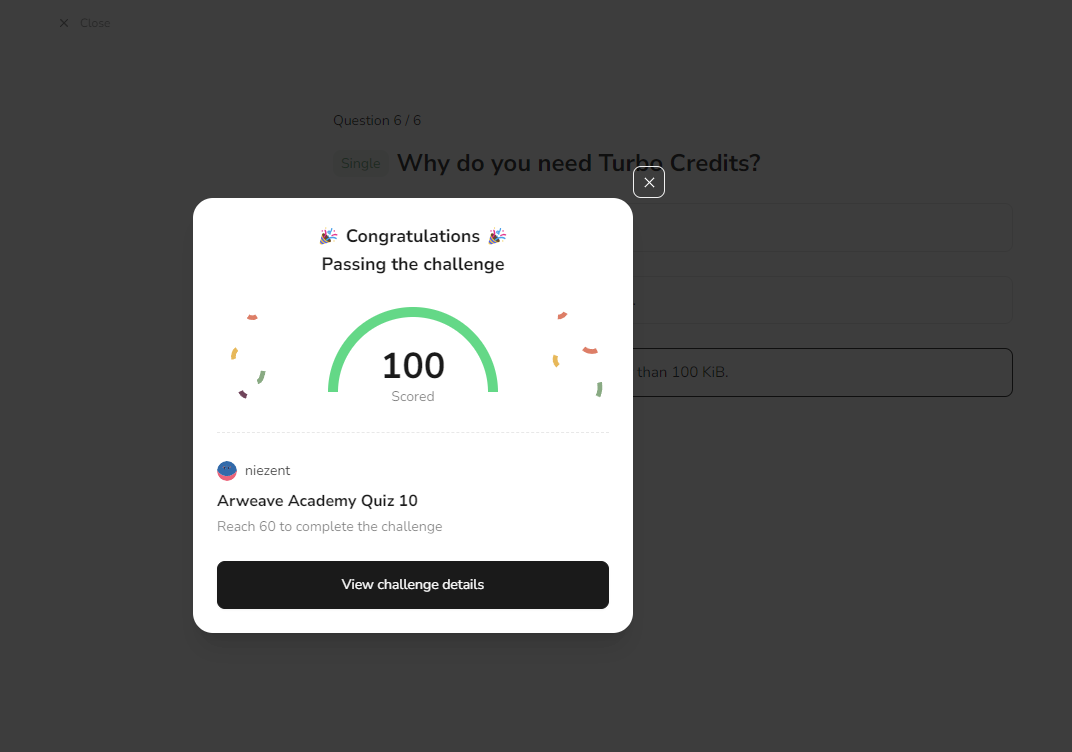 Close
Question 6 / 6
Single Why do you need Turbo Credits?
than 100 KiB.
Congratulations
Passing the challenge
100
Scored
niezent
Arweave Academy Quiz 10
Reach 60 to complete the challenge
View challenge details